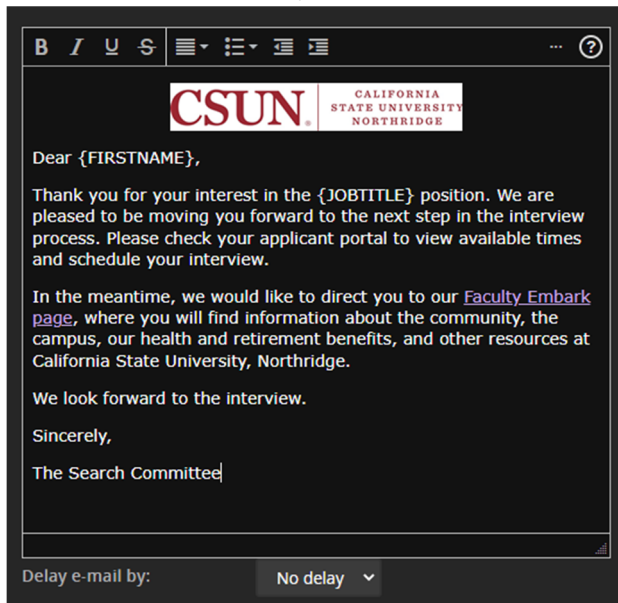 B I U S ... ?
CSUN. CALIFORNIA
STATE UNIVERSITY
NORTHRIDGE
Dear {FIRSTNAME},
Thank you for your interest in the {JOBTITLE} position. We are
pleased to be moving you forward to the next step in the interview
process. Please check your applicant portal to view available times
and schedule your interview.
In the meantime, we would like to direct you to our Faculty Embark
page, where you will find information about the community, the
campus, our health and retirement benefits, and other resources at
California State University, Northridge.
We look forward to the interview.
Sincerely,
The Search Committee
Delay e-mail by: No delay